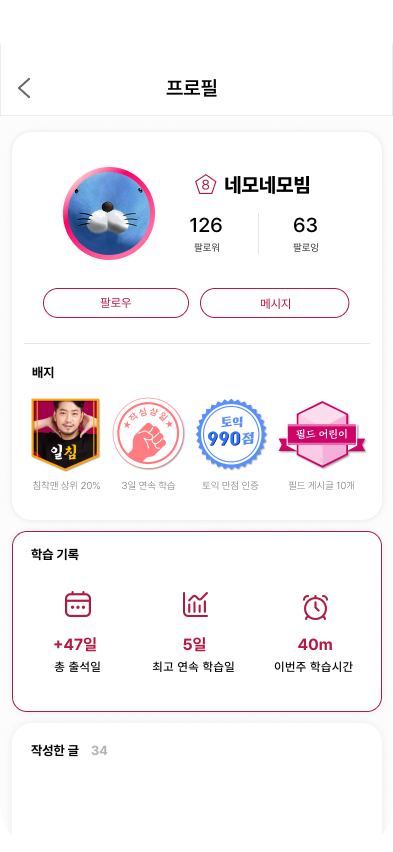 프로필
8 네모네모빔
126 63
팔로워 팔로잉
팔로우 메시지
배지
일침
작심삼일
토익
990점
필드 어린이
침착맨 상위 20% 3일 연속 학습 토익 만점 인증 필드 게시글 10개
학습 기록
+47일 5일 40m
총 출석일 최고 연속 학습일 이번주 학습시간
작성한 글 34